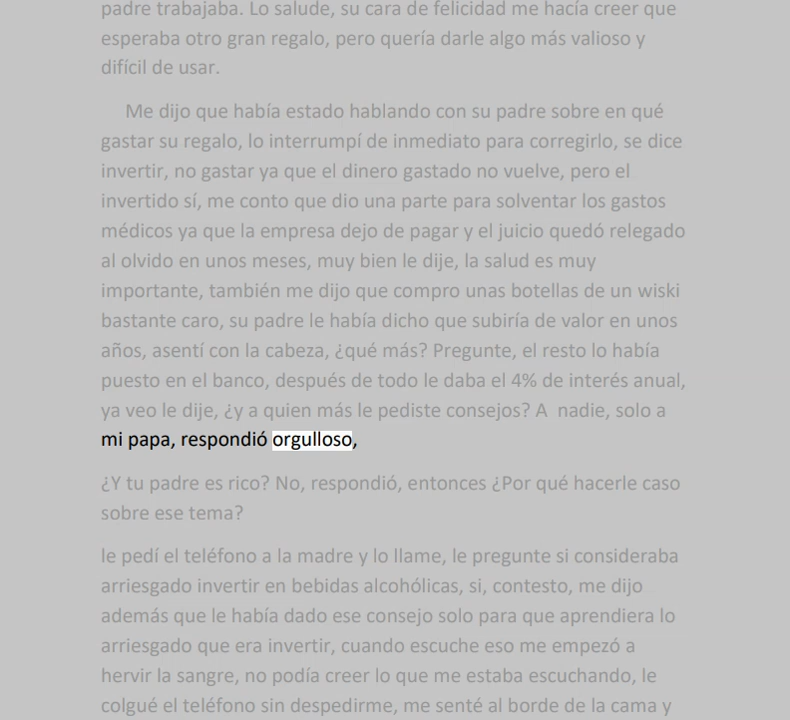 padre trabajaba. Lo salude, su cara de felicidad me hacía creer que
esperaba otro gran regalo, pero quería darle algo más valioso y
difícil de usar.
Me dijo que había estado hablando con su padre sobre en qué
gastar su regalo, lo interrumpí de inmediato para corregirlo, se dice
invertir, no gastar ya que el dinero gastado no vuelve, pero el
invertido sí, me conto que dio una parte para solventar los gastos
médicos ya que la empresa dejo de pagar y el juicio quedó relegado
al olvido en unos meses, muy bien le dije, la salud es muy
importante, también me dijo que compro unas botellas de un wiski
bastante caro, su padre le había dicho que subiría de valor en unos
años, asentí con la cabeza, ¿qué más? Pregunte, el resto lo había
puesto en el banco, después de todo le daba el 4% de interés anual,
ya veo le dije, ¿y a quien más le pediste consejos? A  nadie, solo a
mi papa, respondió orgulloso,
¿Y tu padre es rico? No, respondió, entonces ¿Por qué hacerle caso
sobre ese tema?
le pedí el teléfono a la madre y lo llame, le pregunte si consideraba
arriesgado invertir en bebidas alcohólicas, si, contesto, me dijo
además que le había dado ese consejo solo para que aprendiera lo
arriesgado que era invertir, cuando escuche eso me empezó a
hervir la sangre, no podía creer lo que me estaba escuchando, le
colgué el teléfono sin despedirme, me senté al borde de la cama y